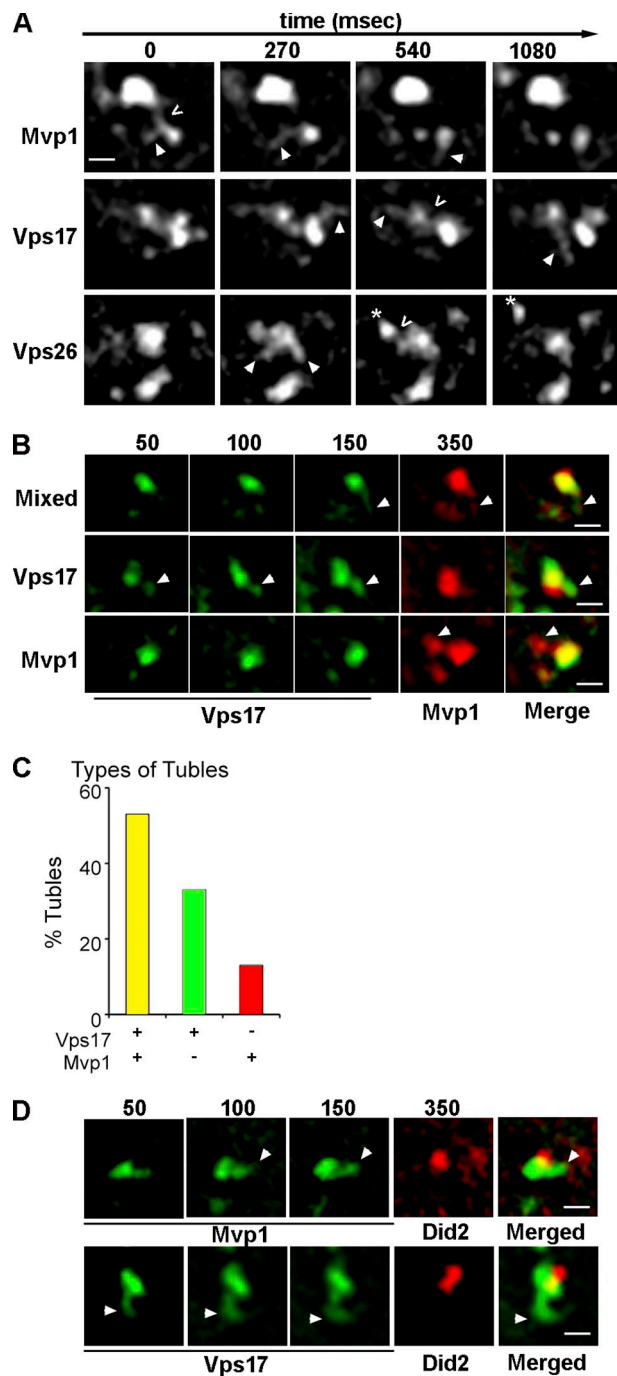 A
time (msec)
0 270 540 1080
Mvp1
Vps17
Vps26
*
*
B
50 100 150 350
Mixed
Vps17
Mvp1
Vps17 Mvp1 Merge
C
Types of Tubles
60
40
20
0
% Tubles
Vps17 + + -
Mvp1 + - +
D
50 100 150 350
Mvp1 Did2 Merged
Vps17 Did2 Merged